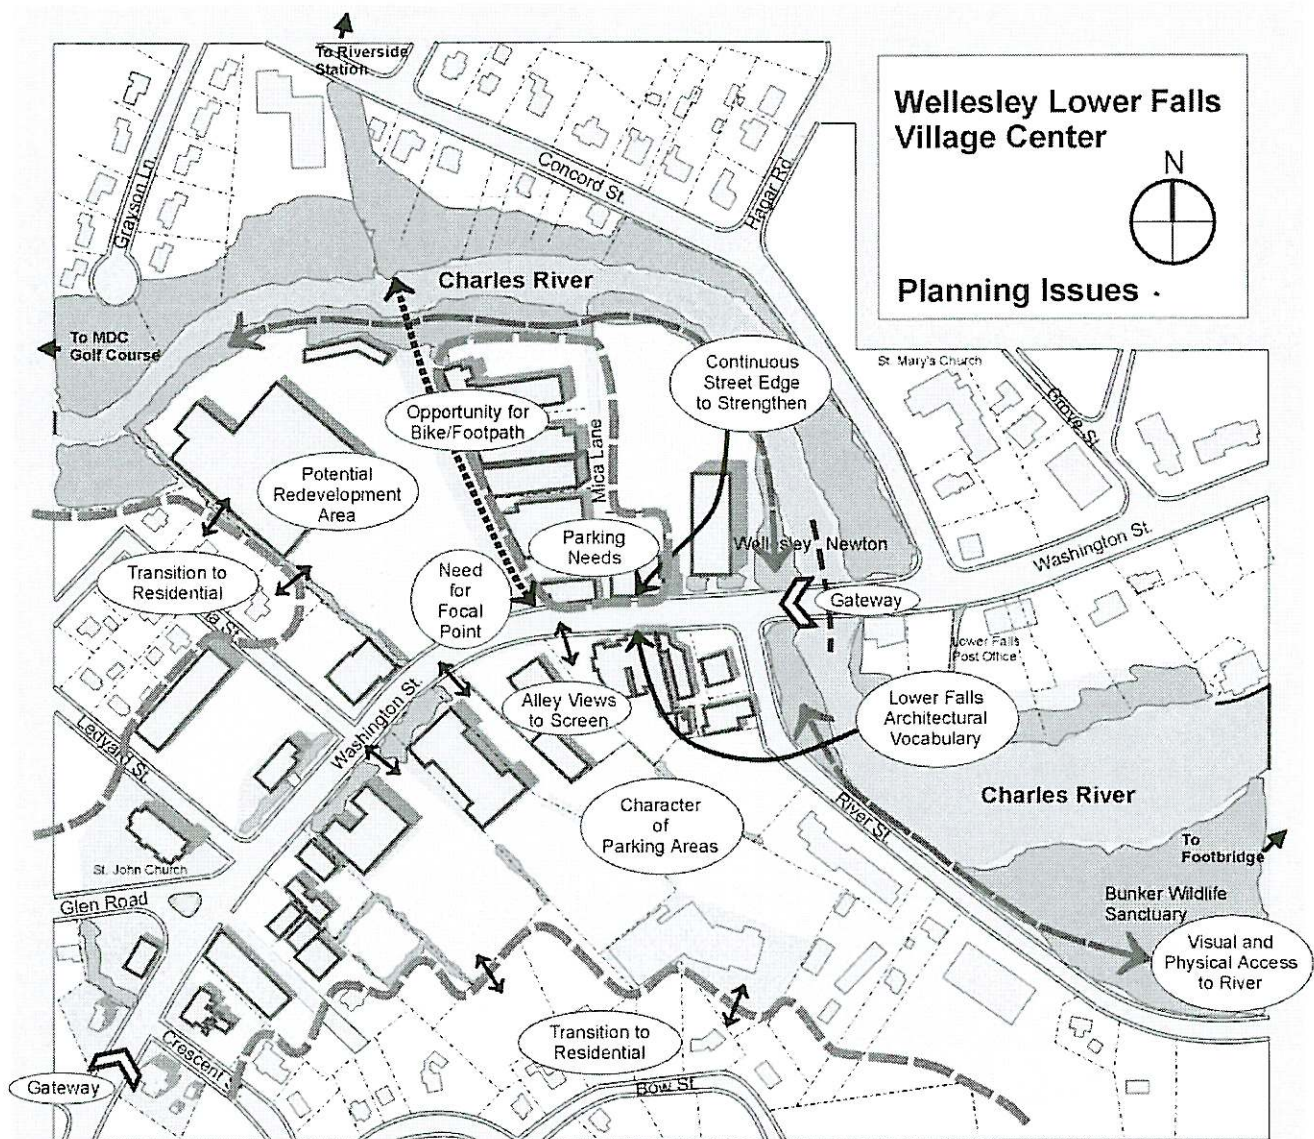 To Riverside
Station
Wellesley Lower Falls
Village Center
N
Planning Issues
Grayson Ln.
Concord St.
Hagar Rd.
Charles River
To MDC
Golf Course
Continuous
Street Edge
to Strengthen
St. Mary's Church
Grove St.
Opportunity for
Bike/Footpath
Mica Lane
Potential
Redevelopment
Area
Parking
Needs
Wellesley Newton
Washington St.
Transition to
Residential
Need
for
Focal
Point
Gateway
Lower Falls
Post Office
Alley Views
to Screen
Lower Falls
Architectural
Vocabulary
Washington St.
Ledyard St.
Character
of
Parking Areas
Charles River
River St.
To
Footbridge
St. John Church
Glen Road
Bunker Wildlife
Sanctuary
Visual and
Physical Access
to River
Transition to
Residential
Crescent
Gateway
Bow St.